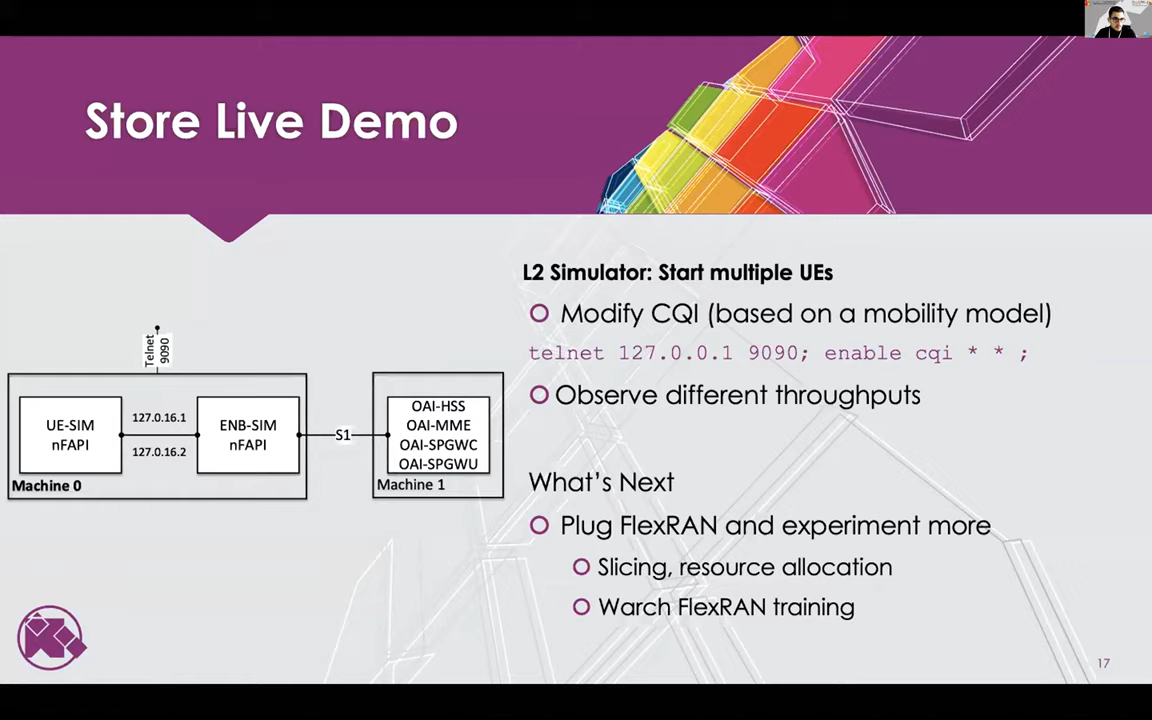 Store Live Demo
L2 Simulator: Start multiple UEs
Modify CQI (based on a mobility model)
telnet 127.0.0.1 9090; enable cqi * * ;
Observe different throughputs
What's Next
Plug FlexRAN and experiment more
Slicing, resource allocation
Warch FlexRAN training
Telnet
9090
UE-SIM
nFAPI
127.0.16.1
127.0.16.2
ENB-SIM
nFAPI
Machine 0
S1
OAI-HSS
OAI-MME
OAI-SPGWC
OAI-SPGWU
Machine 1
17